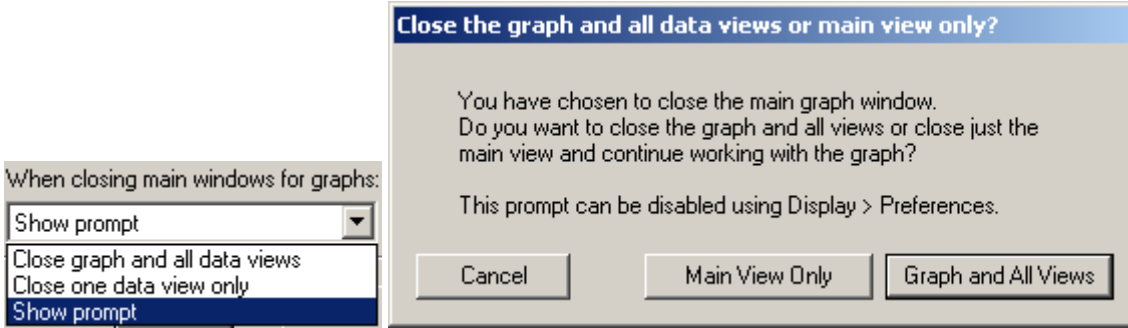 When closing main windows for graphs:
Show prompt
Close graph and all data views
Close one data view only
Show prompt
Close the graph and all data views or main view only?
You have chosen to close the main graph window.
Do you want to close the graph and all views or close just the
main view and continue working with the graph?
This prompt can be disabled using Display > Preferences.
Cancel
Main View Only
Graph and All Views